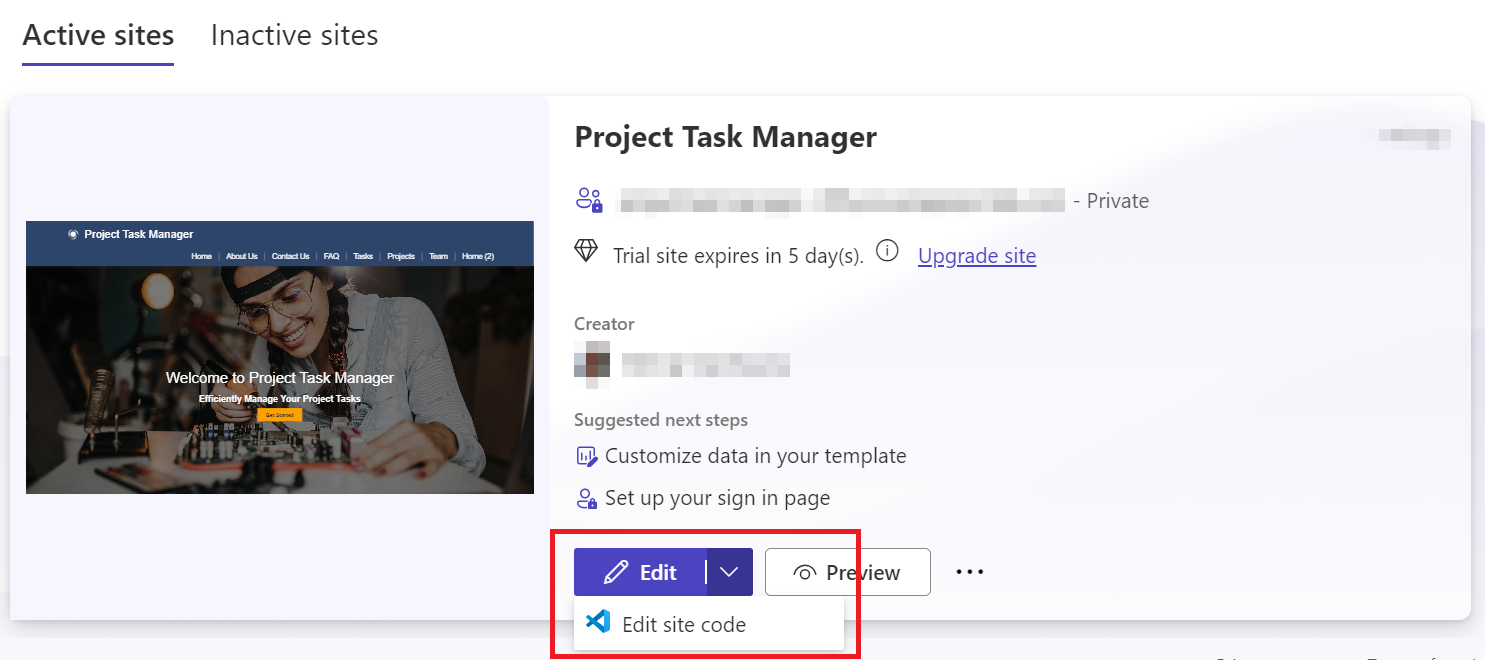 Active sites Inactive sites
Project Task Manager
- Private
Trial site expires in 5 day(s). Upgrade site
Creator
Suggested next steps
Customize data in your template
Set up your sign in page
Edit Preview ...
Edit site code
Project Task Manager
Home | About Us | Contact Us | FAQ | Tasks | Projects | Team | Home (2)
Welcome to Project Task Manager
Efficiently Manage Your Project Tasks
Get Started